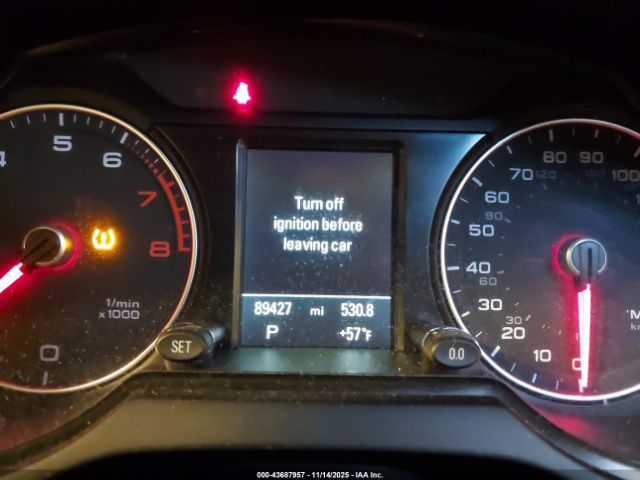 4 5 6 7 8
1/min
x 1000
0
SET
Turn off
ignition before
leaving car
89427 mi 530.8
P +57°F
0.0
0 10 20 30 40 50 60 70 80 90 100
30 60 90 120 150
000-43687957 - 11/14/2025 - IAA Inc.